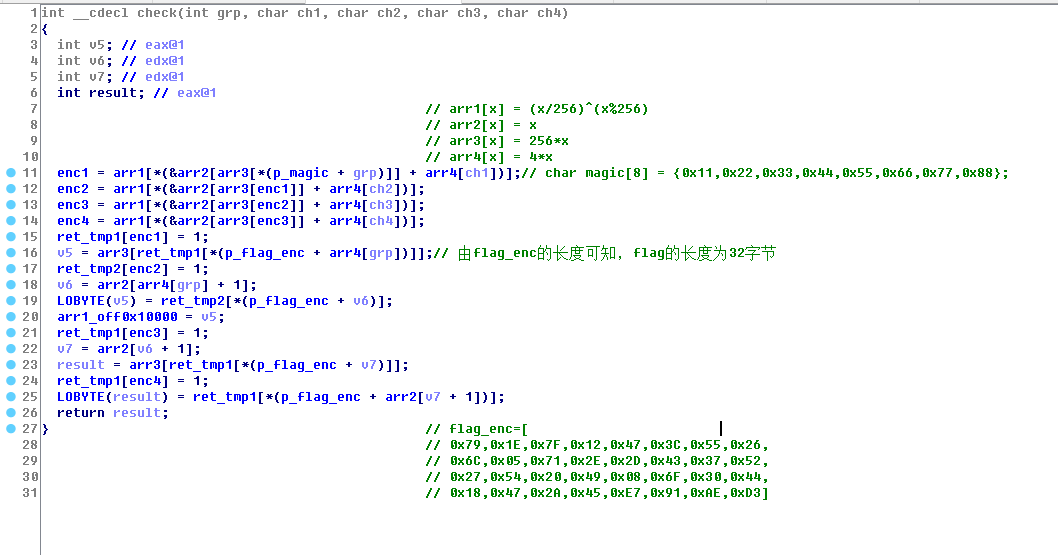 1 int __cdecl check(int grp, char ch1, char ch2, char ch3, char ch4)
2 {
3 int v5; // eax@1
4 int v6; // edx@1
5 int v7; // edx@1
6 int result; // eax@1
7 // arr1[x] = (x/256)^(x%256)
8 // arr2[x] = x
9 // arr3[x] = 256*x
10 // arr4[x] = 4*x
11 enc1 = arr1[*(&arr2[arr3[*(p_magic + grp)]] + arr4[ch1])];// char magic[8] = {0x11,0x22,0x33,0x44,0x55,0x66,0x77,0x88};
12 enc2 = arr1[*(&arr2[arr3[enc1]] + arr4[ch2])];
13 enc3 = arr1[*(&arr2[arr3[enc2]] + arr4[ch3])];
14 enc4 = arr1[*(&arr2[arr3[enc3]] + arr4[ch4])];
15 ret_tmp1[enc1] = 1;
16 v5 = arr3[ret_tmp1[*(p_flag_enc + arr4[grp])]];// 由flag_enc的长度可知，flag的长度为32字节
17 ret_tmp2[enc2] = 1;
18 v6 = arr2[arr4[grp] + 1];
19 LOBYTE(v5) = ret_tmp2[*(p_flag_enc + v6)];
20 arr1_off0x10000 = v5;
21 ret_tmp1[enc3] = 1;
22 v7 = arr2[v6 + 1];
23 result = arr3[ret_tmp1[*(p_flag_enc + v7)]];
24 ret_tmp1[enc4] = 1;
25 LOBYTE(result) = ret_tmp1[*(p_flag_enc + arr2[v7 + 1])];
26 return result;
27 } // flag_enc=[
28 // 0x79,0x1E,0x7F,0x12,0x47,0x3C,0x55,0x26,
29 // 0x6C,0x05,0x71,0x2E,0x2D,0x43,0x37,0x52,
30 // 0x27,0x54,0x20,0x49,0x08,0x6F,0x30,0x44,
31 // 0x18,0x47,0x2A,0x45,0xE7,0x91,0xAE,0xD3]